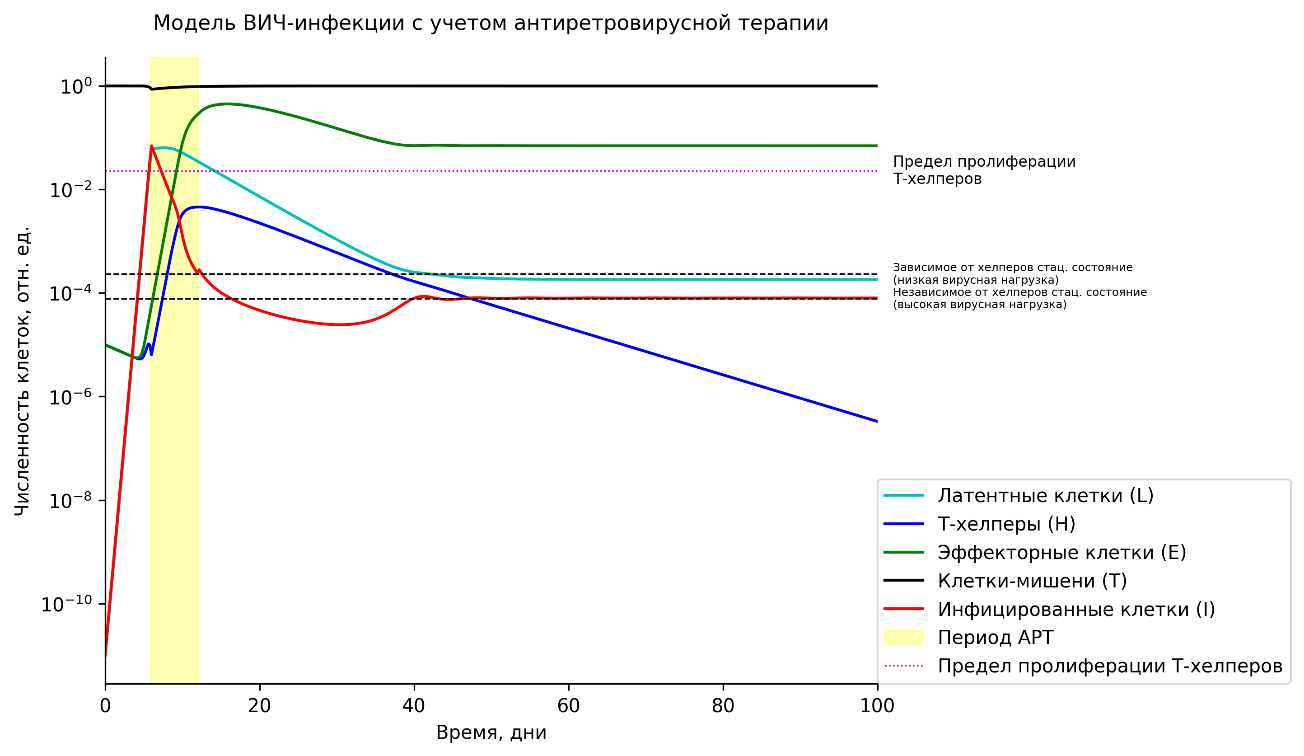 Модель ВИЧ-инфекции с учетом антиретровирусной терапии
Численность клеток, отн. ед.
10⁰
10⁻²
10⁻⁴
10⁻⁶
10⁻⁸
10⁻¹⁰
0 20 40 60 80 100
Время, дни
Предел пролиферации
Т-хелперов
Зависимое от хелперов стац. состояние
(низкая вирусная нагрузка)
Независимое от хелперов стац. состояние
(высокая вирусная нагрузка)
Латентные клетки (L)
Т-хелперы (H)
Эффекторные клетки (E)
Клетки-мишени (T)
Инфицированные клетки (I)
Период АРТ
Предел пролиферации Т-хелперов